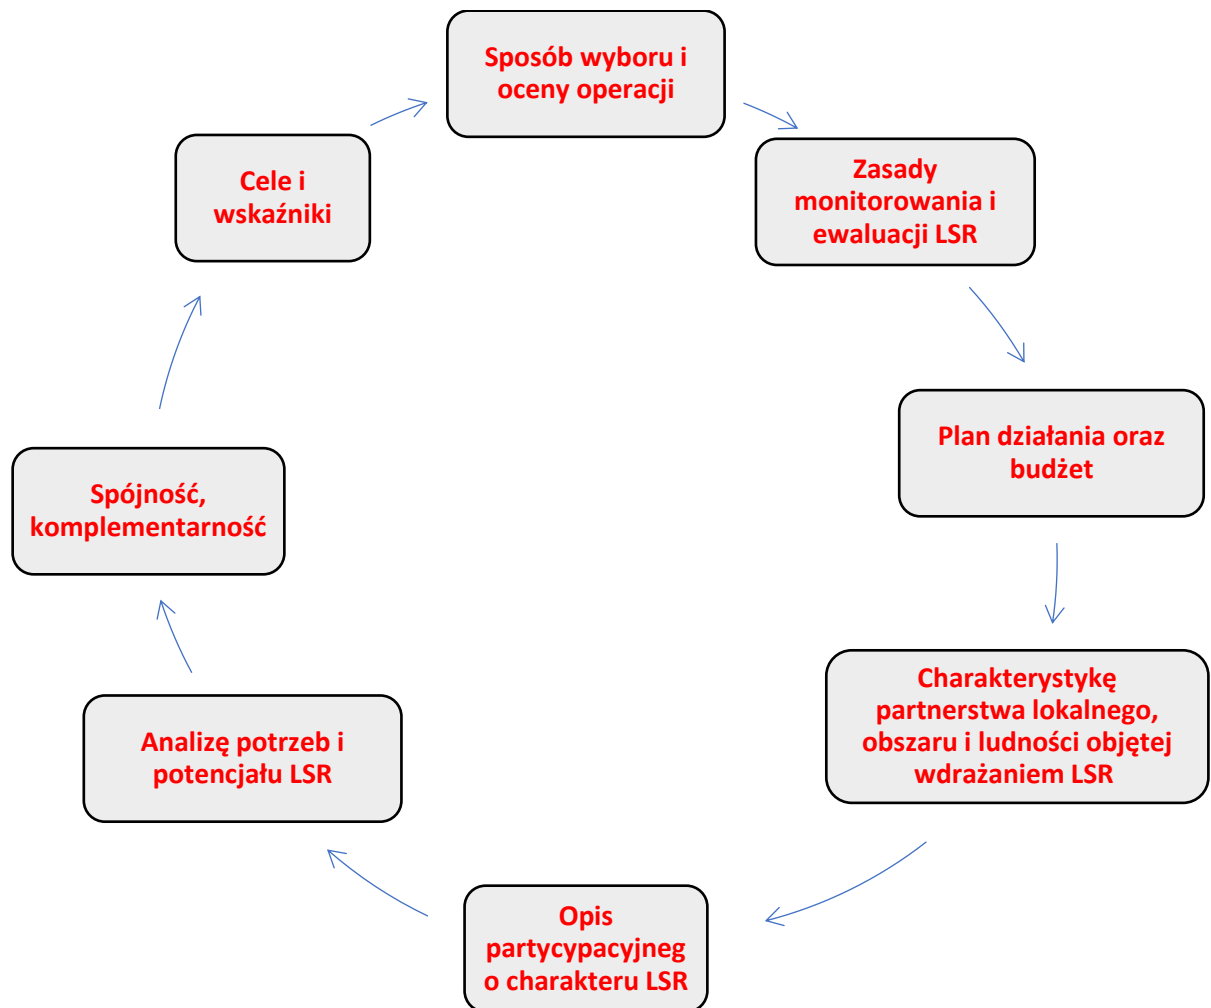 Sposób wyboru i
oceny operacji
Zasady
monitorowania i
ewaluacji LSR
Plan działania oraz
budżet
Charakterystykę
partnerstwa lokalnego,
obszaru i ludności objętej
wdrażaniem LSR
Opis
partycypacyjneg
o charakteru LSR
Analizę potrzeb i
potencjału LSR
Spójność,
komplementarność
Cele i
wskaźniki